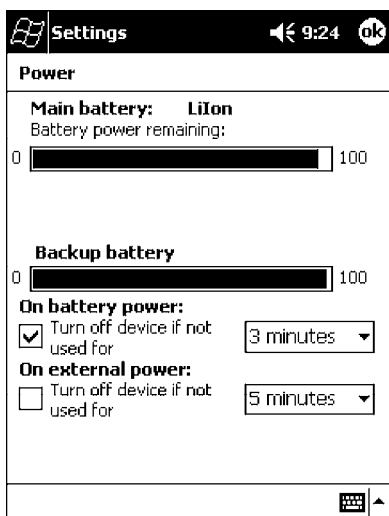 Settings 9:24 ok
Power
Main battery: LiIon
Battery power remaining:
0 100
Backup battery
0 100
On battery power:
Turn off device if not
used for
3 minutes
On external power:
Turn off device if not
used for
5 minutes